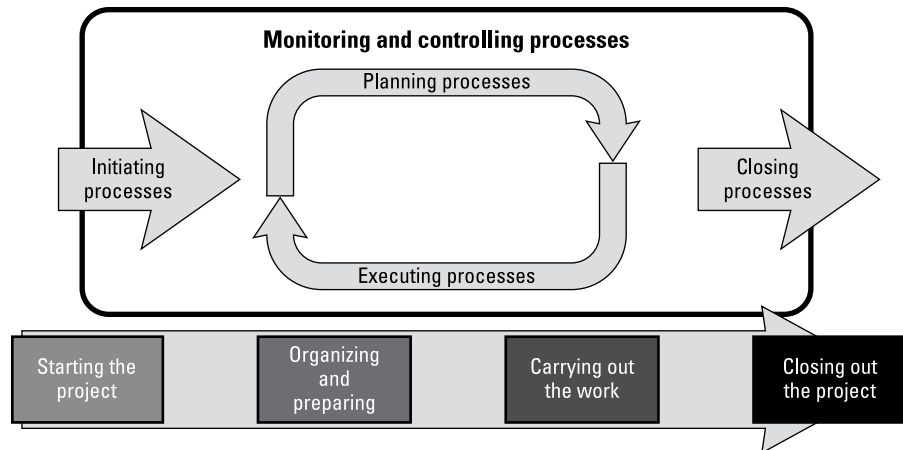 Monitoring and controlling processes
Planning processes
Initiating
processes
Closing
processes
Executing processes
Starting the
project
Organizing
and
preparing
Carrying out
the work
Closing out
the project